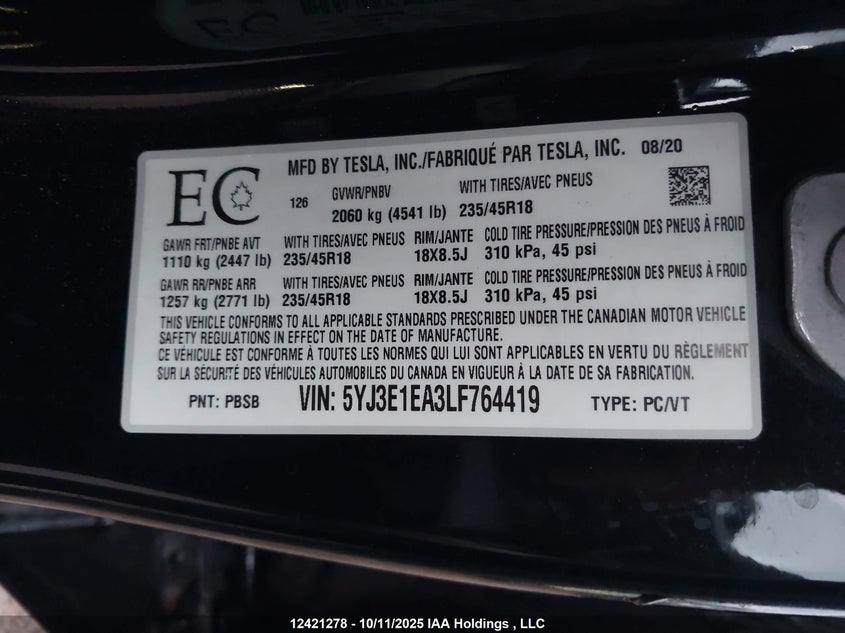 EC
MFD BY TESLA, INC./FABRIQUÉ PAR TESLA, INC. 08/20
126 GVWR/PNBV WITH TIRES/AVEC PNEUS
2060 kg (4541 lb) 235/45R18
GAWR FRT/PNBE AVT WITH TIRES/AVEC PNEUS RIM/JANTE COLD TIRE PRESSURE/PRESSION DES PNEUS À FROID
1110 kg (2447 lb) 235/45R18 18X8.5J 310 kPa, 45 psi
GAWR RR/PNBE ARR WITH TIRES/AVEC PNEUS RIM/JANTE COLD TIRE PRESSURE/PRESSION DES PNEUS À FROID
1257 kg (2771 lb) 235/45R18 18X8.5J 310 kPa, 45 psi
THIS VEHICLE CONFORMS TO ALL APPLICABLE STANDARDS PRESCRIBED UNDER THE CANADIAN MOTOR VEHICLE
SAFETY REGULATIONS IN EFFECT ON THE DATE OF MANUFACTURE.
CE VÉHICULE EST CONFORME À TOUTES LES NORMES QUI LUI SONT APPLICABLES EN VERTU DU RÈGLEMENT
SUR LA SÉCURITÉ DES VÉHICULES AUTOMOBILES DU CANADA EN VIGUEUR À LA DATE DE SA FABRICATION.
PNT: PBSB VIN: 5YJ3E1EA3LF764419 TYPE: PC/VT
12421278 - 10/11/2025 IAA Holdings , LLC